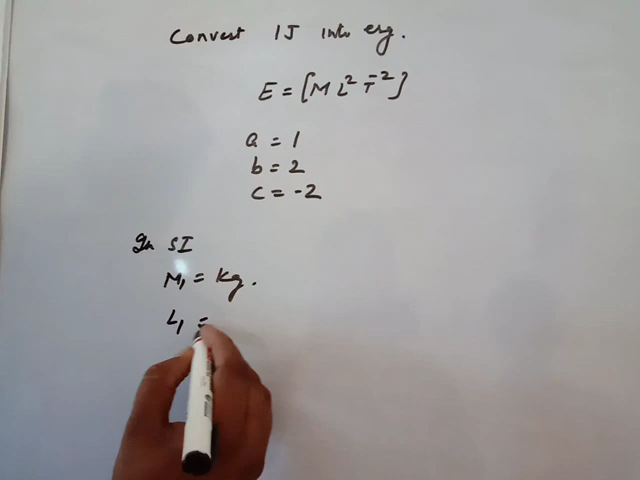 Convert 1J into erg.
E = [M L² T⁻²]
a = 1
b = 2
c = -2
In SI
M₁ = kg.
L₁ =